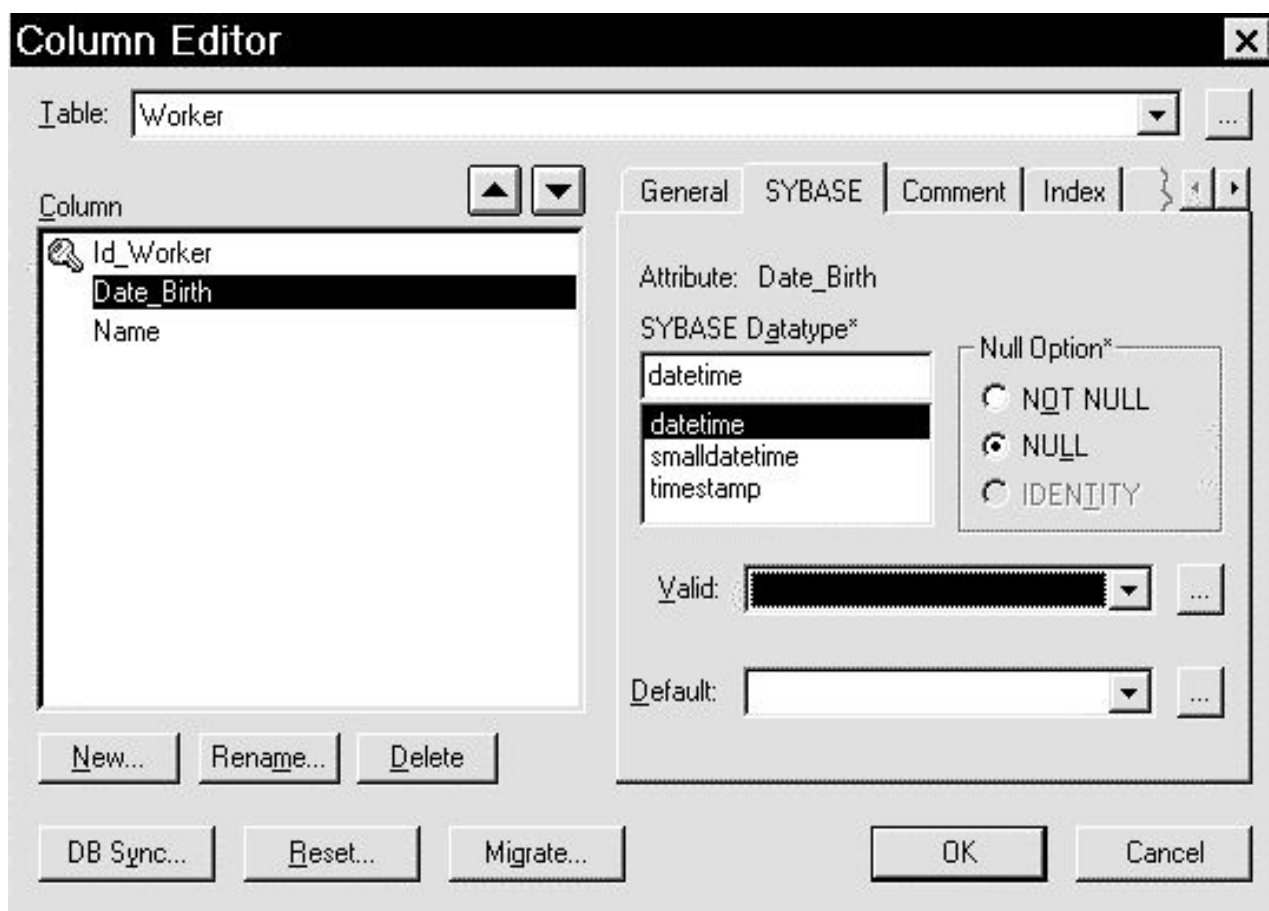 Column Editor
Table: Worker ...
Column
Id_Worker
Date_Birth
Name
New... Rename... Delete
General SYBASE Comment Index
Attribute: Date_Birth
SYBASE Datatype*
datetime
datetime
smalldatetime
timestamp
Null Option*
NOT NULL
NULL
IDENTITY
Valid: ...
Default: ...
DB Sync... Reset... Migrate... OK Cancel